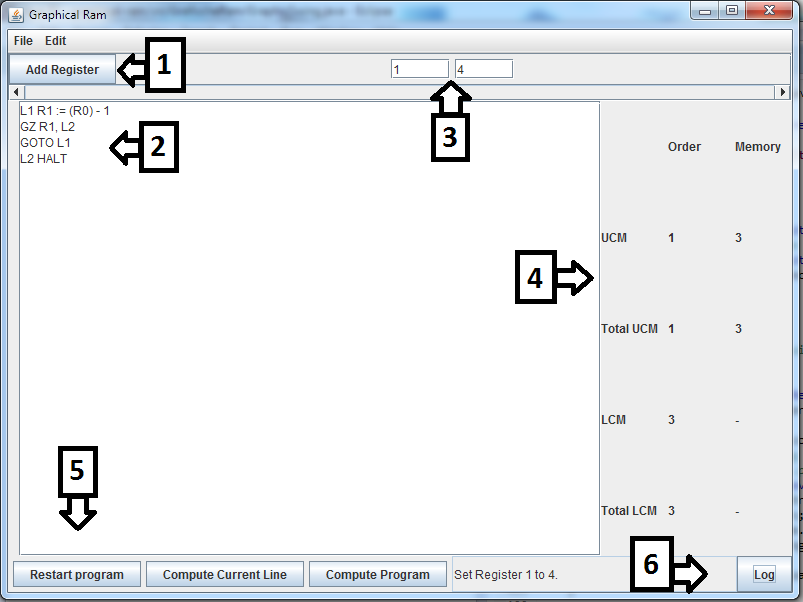 Graphical Ram
File Edit
Add Register
1
1 4
3
L1 R1 := (R0) - 1
GZ R1, L2
GOTO L1
L2 HALT
2
Order Memory
UCM 1 3
4
Total UCM 1 3
LCM 3 -
5
Total LCM 3 -
6
Restart program Compute Current Line Compute Program Set Register 1 to 4. Log